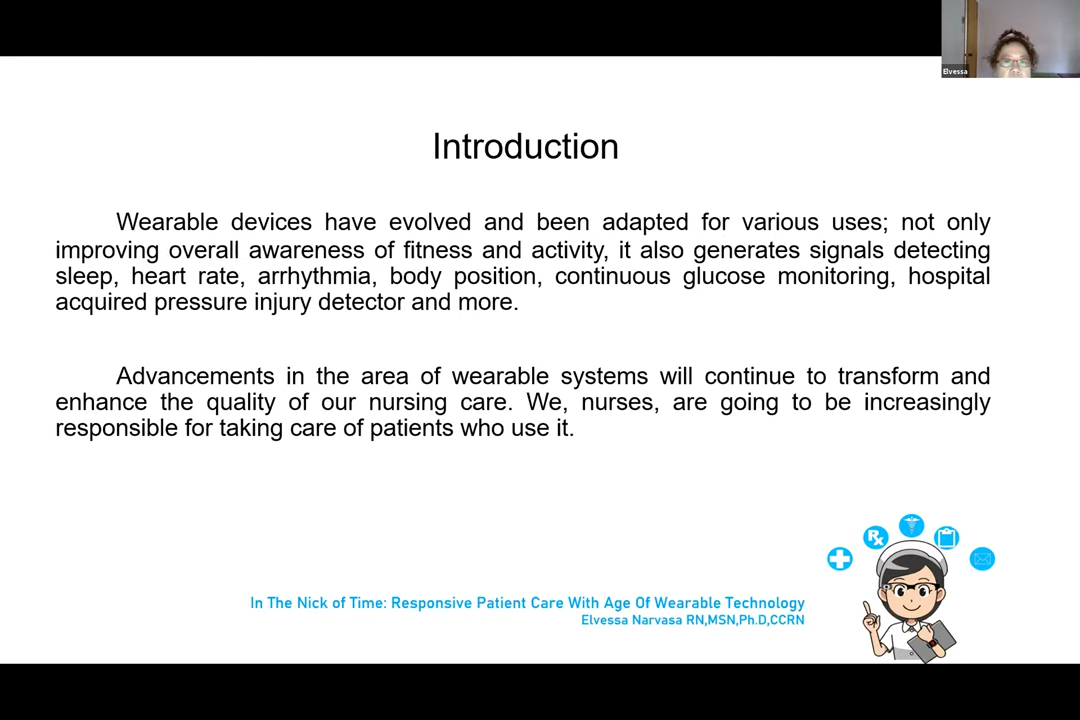 Elvessa
Introduction
Wearable devices have evolved and been adapted for various uses; not only
improving overall awareness of fitness and activity, it also generates signals detecting
sleep, heart rate, arrhythmia, body position, continuous glucose monitoring, hospital
acquired pressure injury detector and more.
Advancements in the area of wearable systems will continue to transform and
enhance the quality of our nursing care. We, nurses, are going to be increasingly
responsible for taking care of patients who use it.
Rx
In The Nick of Time: Responsive Patient Care With Age Of Wearable Technology
Elvessa Narvasa RN,MSN,Ph.D,CCRN